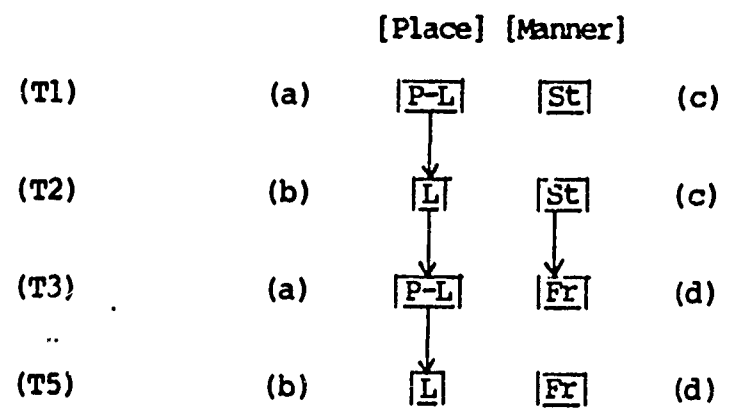 [Place] [Manner]
(T1) (a) P-L St (c)
(T2) (b) L St (c)
(T3) (a) P-L Fr (d)
(T5) (b) L Fr (d)